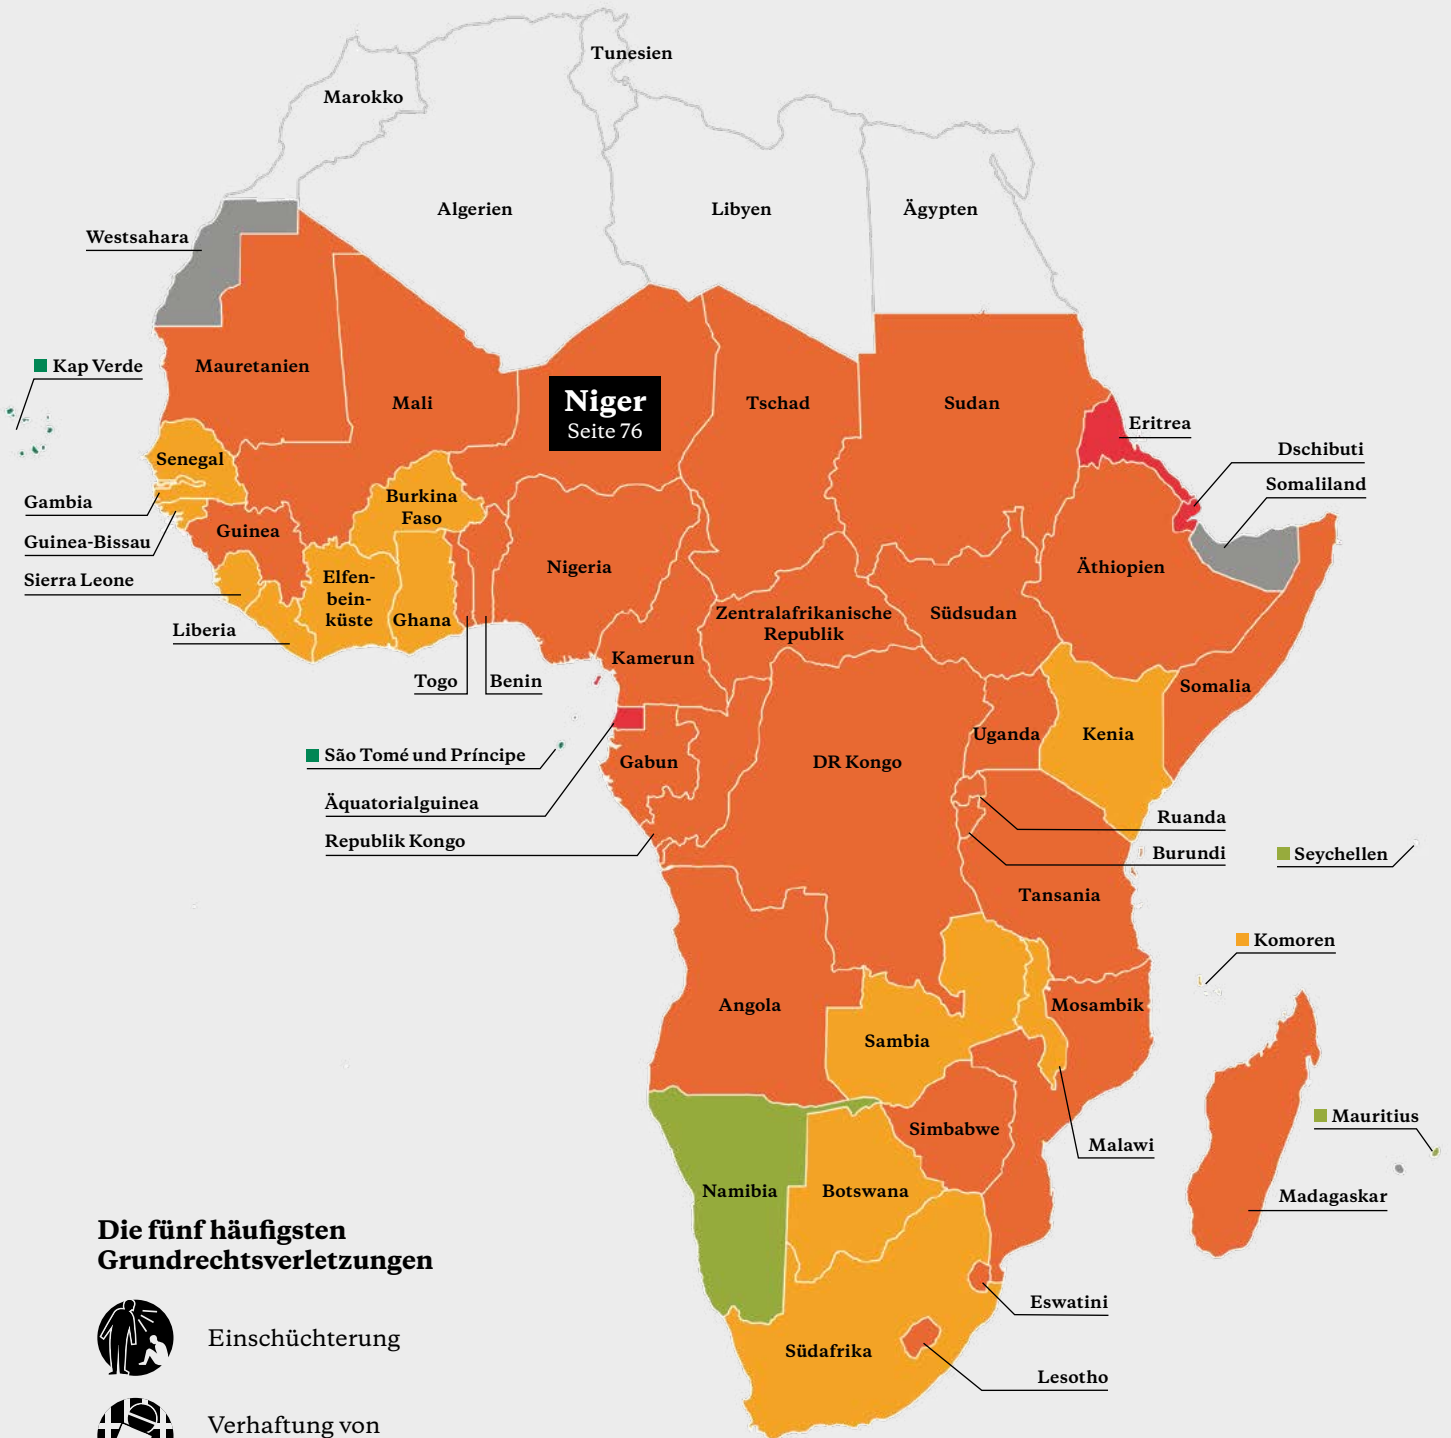 Tunesien
Marokko
Algerien
Libyen
Ägypten
Westsahara
Kap Verde
Mauretanien
Mali
Niger
Seite 76
Tschad
Sudan
Eritrea
Dschibuti
Somaliland
Senegal
Gambia
Guinea-Bissau
Sierra Leone
Liberia
Guinea
Burkina
Faso
Elfen-
bein-
küste
Ghana
Togo
Benin
Nigeria
Kamerun
Zentralafrikanische
Republik
Südsudan
Äthiopien
Somalia
São Tomé und Príncipe
Äquatorialguinea
Republik Kongo
Gabun
DR Kongo
Uganda
Kenia
Ruanda
Burundi
Seychellen
Tansania
Komoren
Angola
Sambia
Mosambik
Malawi
Simbabwe
Mauritius
Madagaskar
Namibia
Botswana
Eswatini
Südafrika
Lesotho
Die fünf häufigsten
Grundrechtsverletzungen
Einschüchterung
Verhaftung von